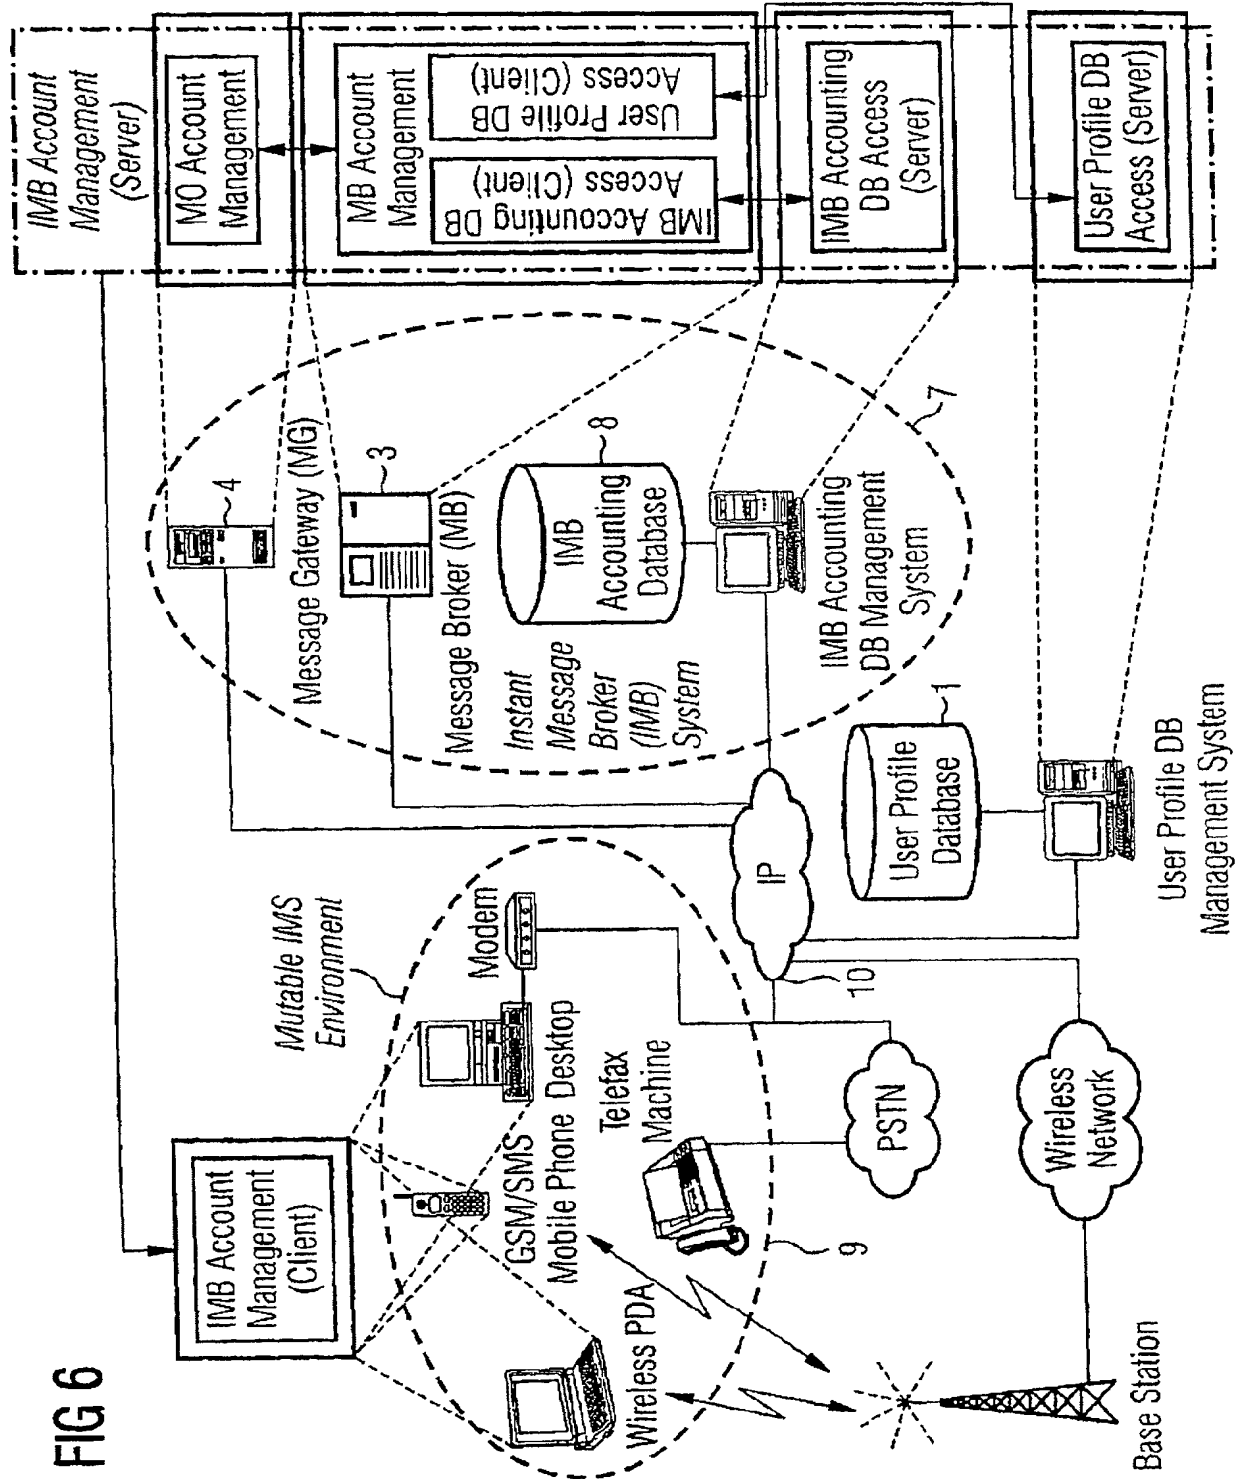 FIG 6
IMB Account
Management
(Client)
Mutable IMS
Environment
Wireless PDA
GSM/SMS
Mobile Phone
Desktop
Modem
Telefax
Machine
9
Base Station
Wireless
Network
PSTN
10
IP
User Profile
Database
1
User Profile DB
Management System
4
Message Gateway (MG)
3
Message Broker (MB)
Instant
Message
Broker
(IMB)
System
IMB
Accounting
Database
8
IMB Accounting
DB Management
System
7
IMB Account
Management
(Server)
MO Account
Management
MB Account
Management
IMB Accounting DB
Access (Client)
User Profile DB
Access (Client)
IMB Accounting
DB Access
(Server)
User Profile DB
Access (Server)